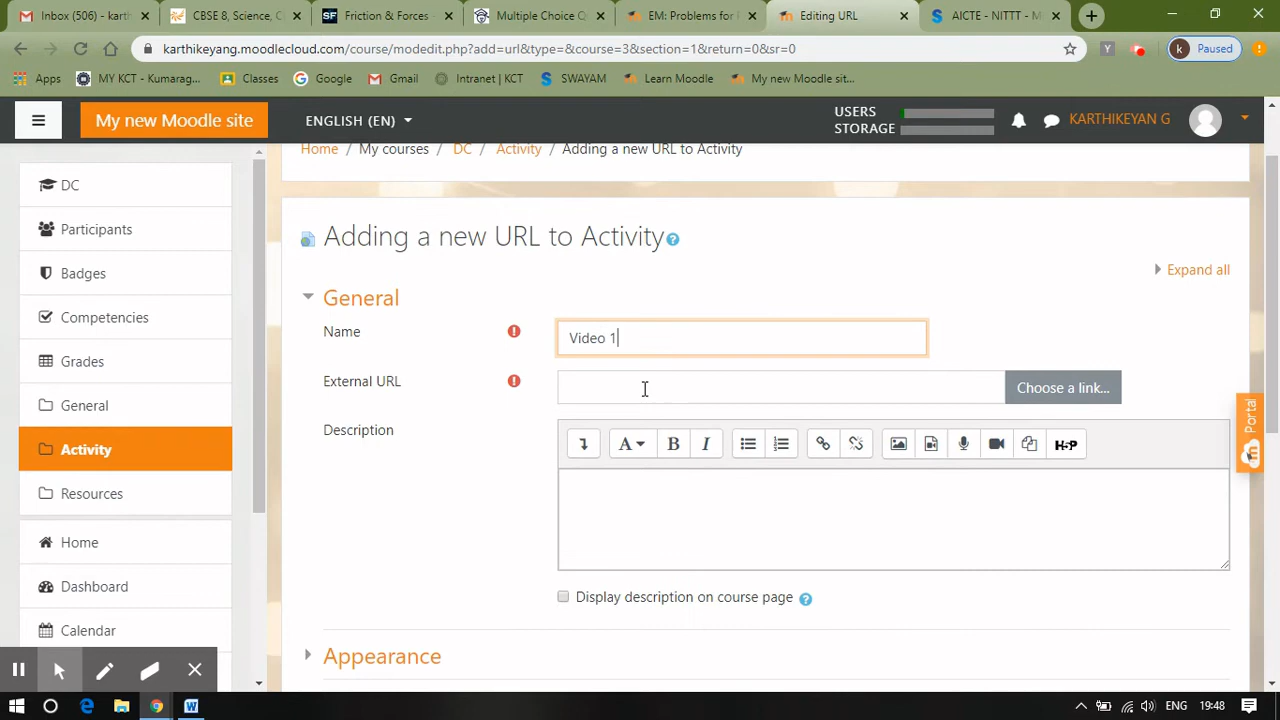 Inbox (506) - karth
CBSE 8, Science, C
Friction & Forces -
Multiple Choice Q
EM: Problems for
Editing URL
AICTE - NITTT - M
karthikeyang.moodlecloud.com/course/modedit.php?add=url&type=&course=3&section=1&return=0&sr=0
Y
k
Paused
Apps
MY KCT - Kumarag...
Classes
Google
Gmail
Intranet | KCT
SWAYAM
Learn Moodle
My new Moodle sit...
My new Moodle site
ENGLISH (EN)
USERS
STORAGE
KARTHIKEYAN G
Home / My courses / DC / Activity / Adding a new URL to Activity
DC
Participants
Badges
Competencies
Grades
General
Activity
Resources
Home
Dashboard
Calendar
Adding a new URL to Activity
Expand all
General
Name
Video 1
External URL
Choose a link...
Description
A
B
I
H-P
Display description on course page
Appearance
Portal
ENG
19:48